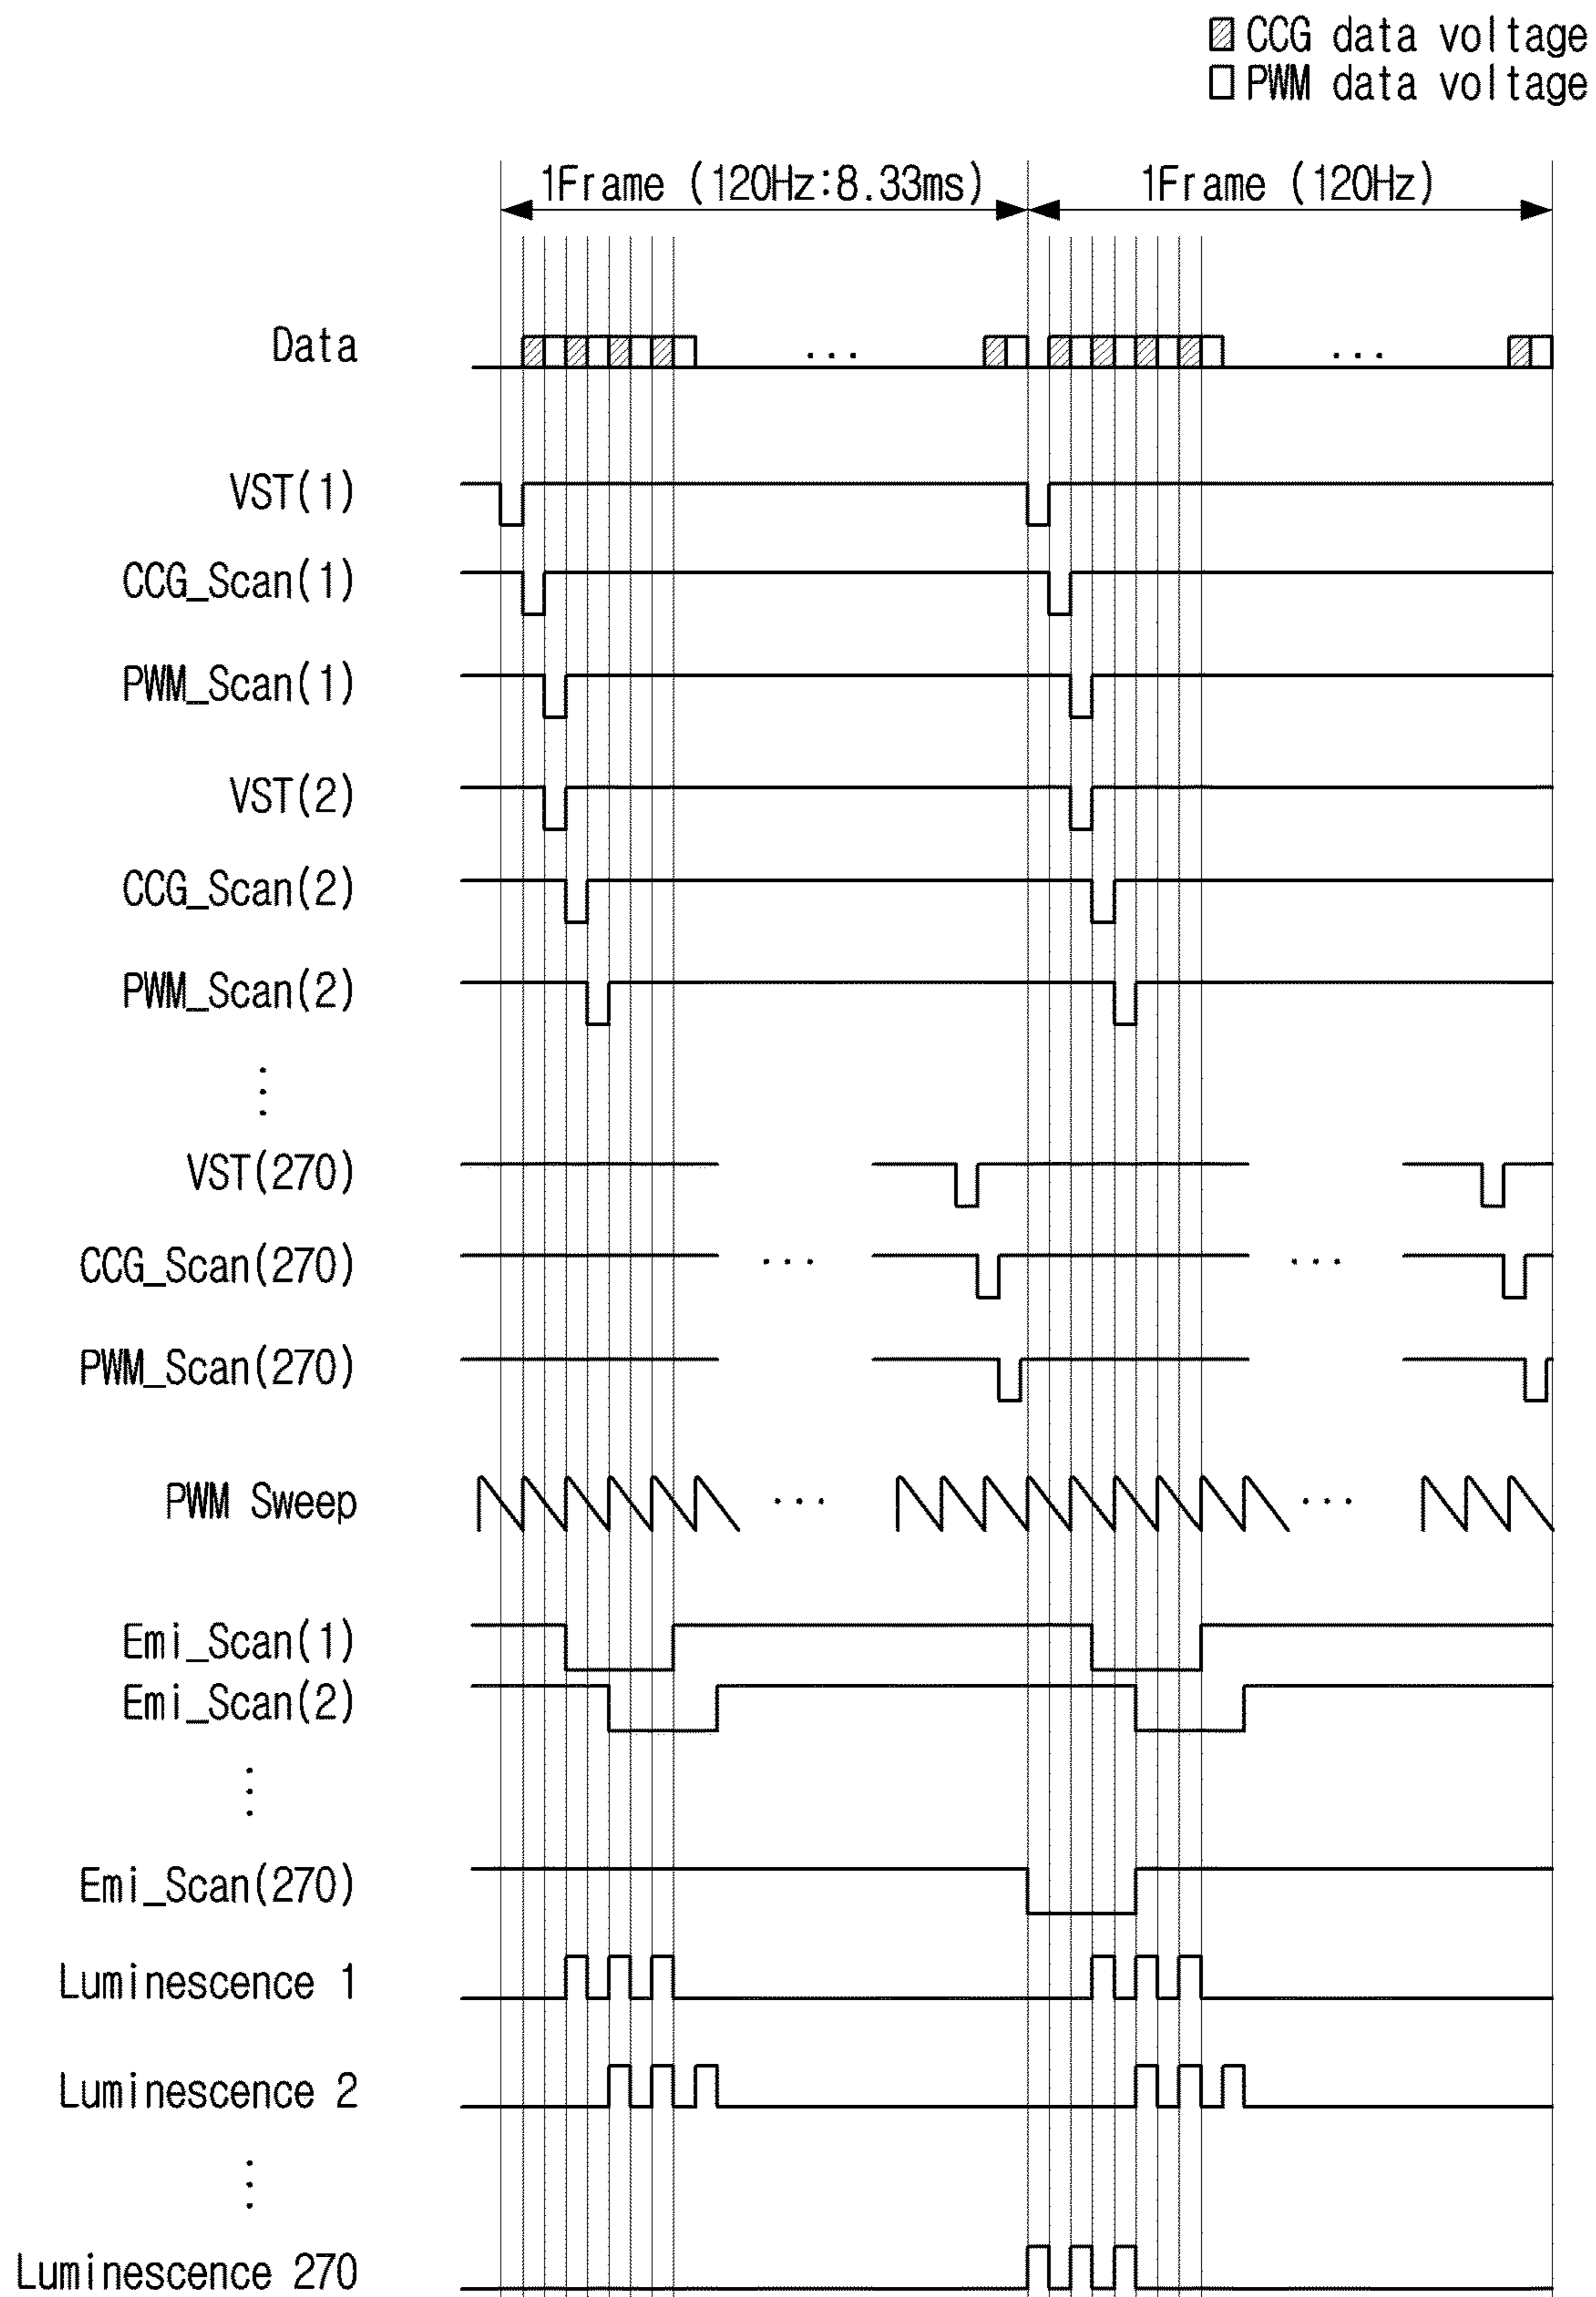 CCG data voltage
PWM data voltage
1Frame (120Hz:8.33ms) 1Frame (120Hz)
Data ... ...
VST(1)
CCG_Scan(1)
PWM_Scan(1)
VST(2)
CCG_Scan(2)
PWM_Scan(2)
⋮
VST(270)
CCG_Scan(270) ... ...
PWM_Scan(270)
PWM Sweep ... ...
Emi_Scan(1)
Emi_Scan(2)
⋮
Emi_Scan(270)
Luminescence 1
Luminescence 2
⋮
Luminescence 270